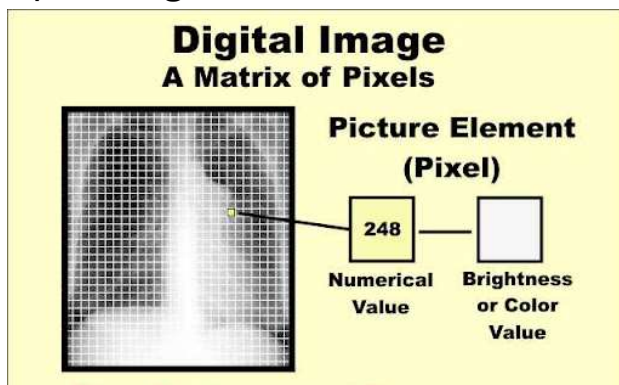 Digital Image
A Matrix of Pixels
Picture Element
(Pixel)
248
Numerical
Value
Brightness
or Color
Value